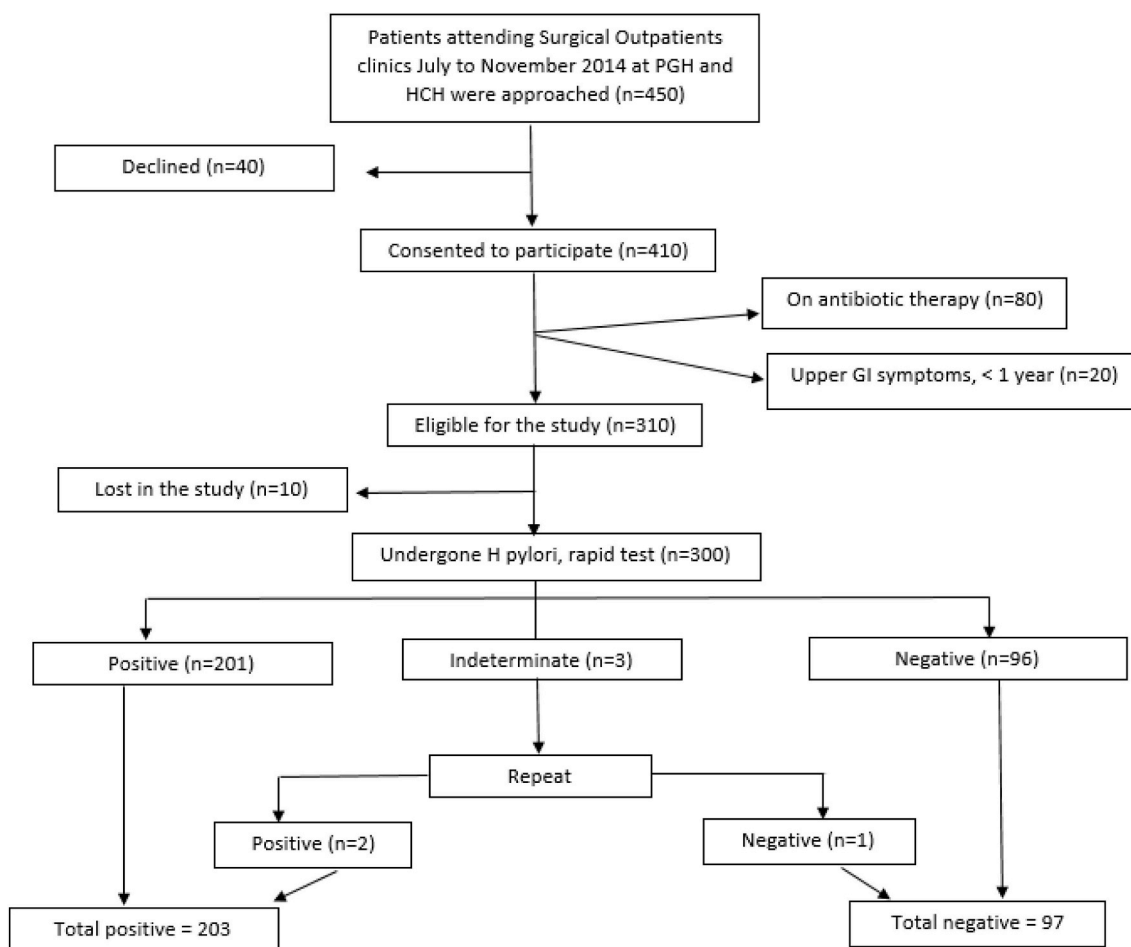 Patients attending Surgical Outpatients
clinics July to November 2014 at PGH and
HCH were approached (n=450)
Declined (n=40)
Consented to participate (n=410)
On antibiotic therapy (n=80)
Upper GI symptoms, < 1 year (n=20)
Eligible for the study (n=310)
Lost in the study (n=10)
Undergone H pylori, rapid test (n=300)
Positive (n=201)
Indeterminate (n=3)
Negative (n=96)
Repeat
Positive (n=2)
Negative (n=1)
Total positive = 203
Total negative = 97